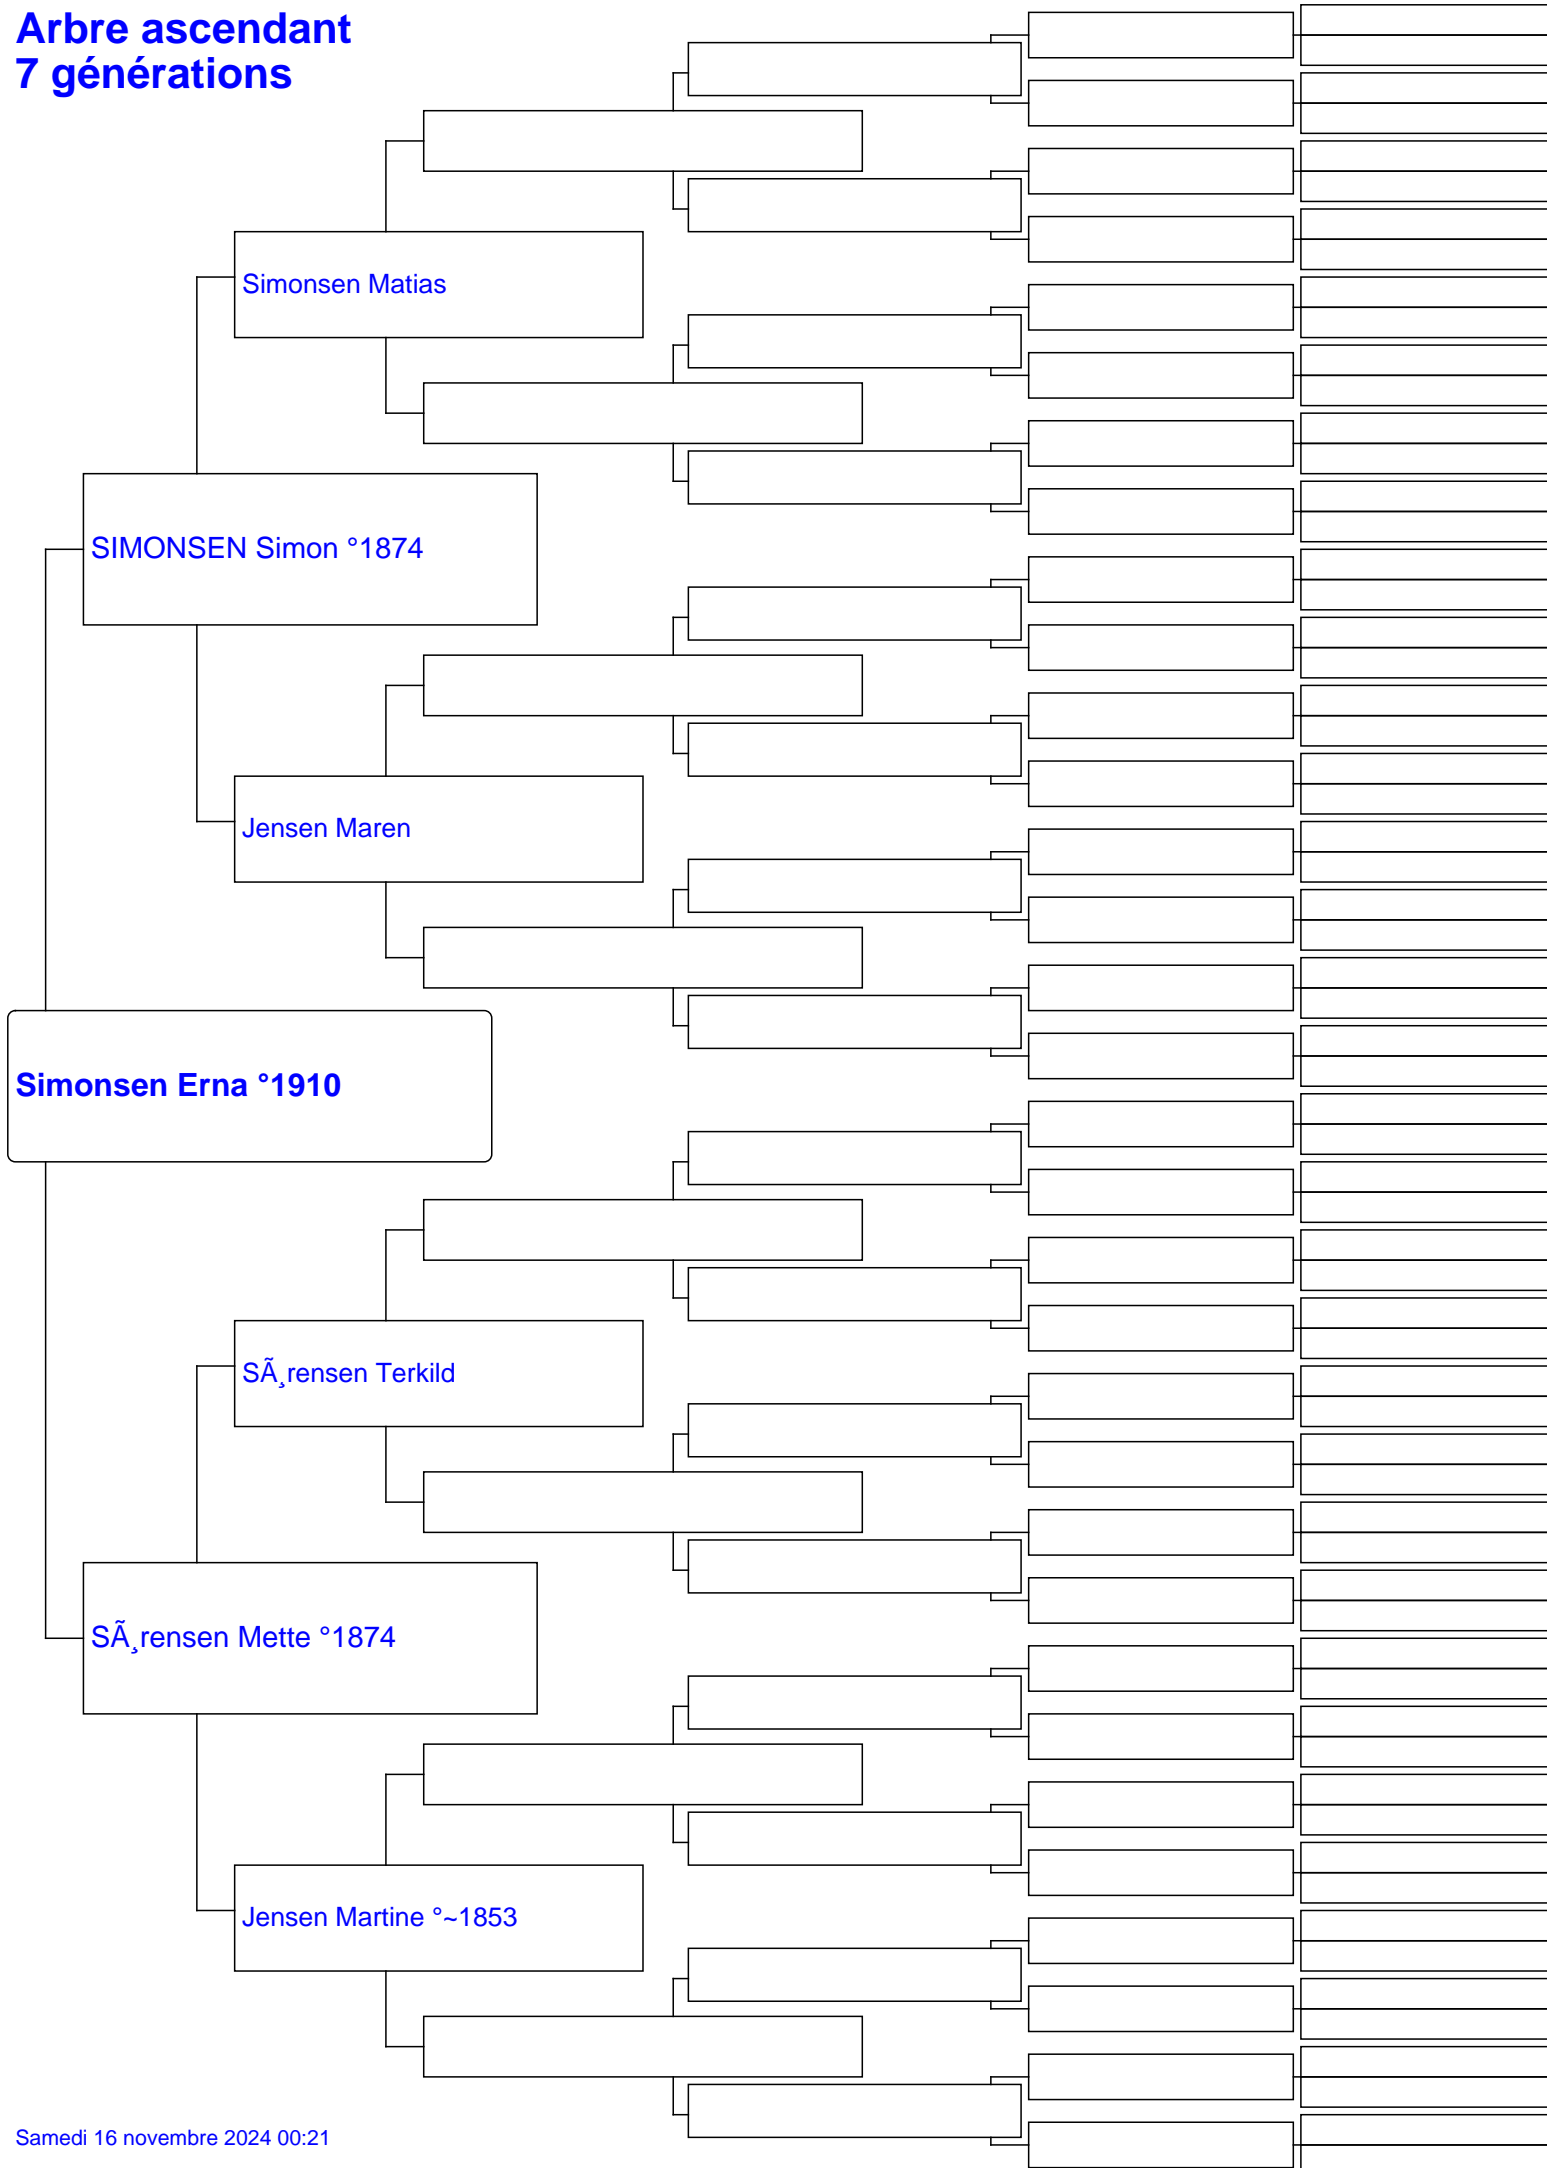 Arbre ascendant
7 générations
Simonsen Matias
SIMONSEN Simon °1874
Jensen Maren
Simonsen Erna °1910
SÃ¸rensen Terkild
SÃ¸rensen Mette °1874
Jensen Martine °~1853
Samedi 16 novembre 2024 00:21